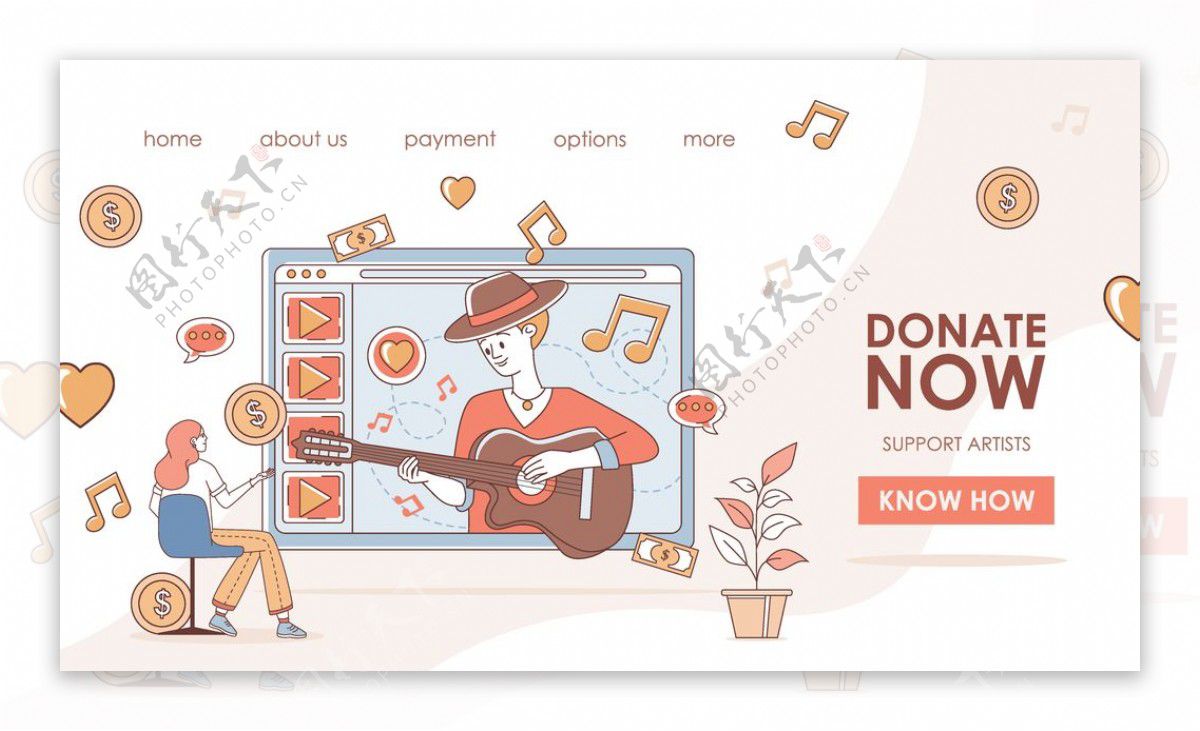 home about us payment options more
DONATE
NOW
SUPPORT ARTISTS
KNOW HOW
图行天下
PHOTOPHOTO.CN
图行天下
PHOTOPHOTO.CN